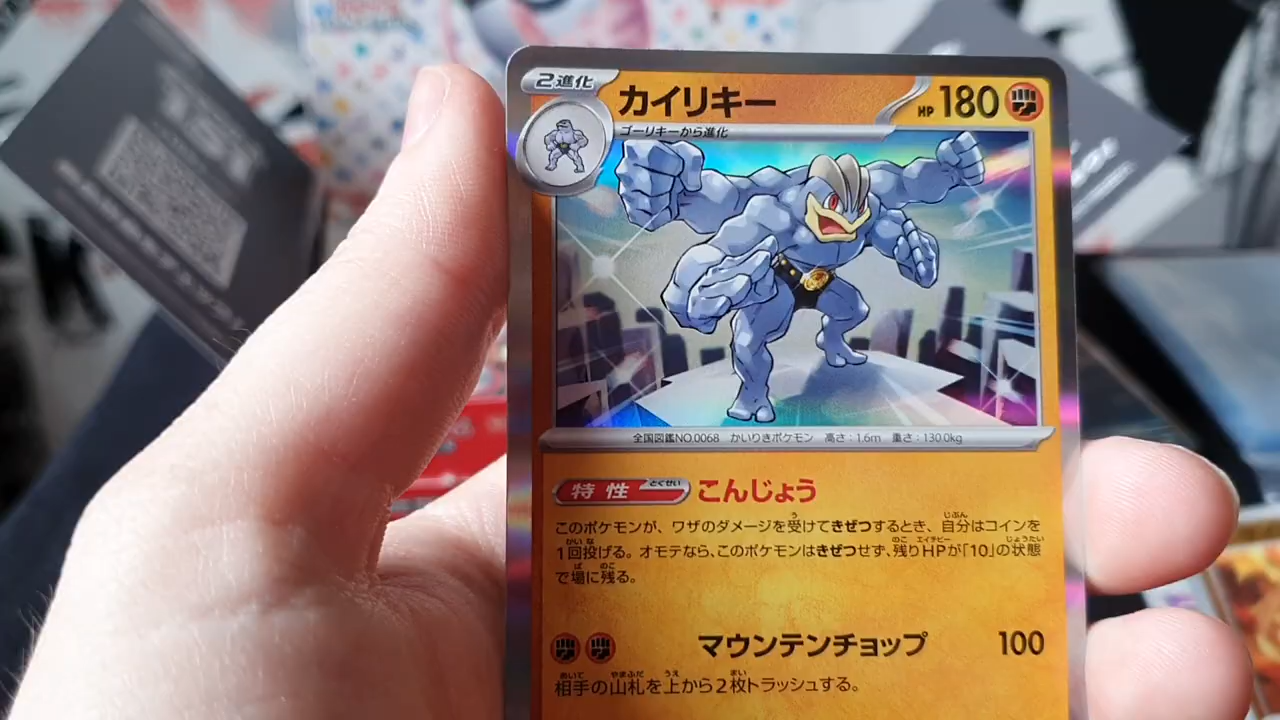 2進化
カイリキー
HP 180
ゴーリキーから進化
全国図鑑NO.0068 かいりきポケモン 高さ:1.6m 重さ:130.0kg
特性
とくせい
こんじょう
このポケモンが、ワザのダメージを受けてきぜつするとき、自分はコインを
1回投げる。オモテなら、このポケモンはきぜつせず、残りHPが「10」の状態
で場に残る。
マウンテンチョップ 100
相手の山札を上から2枚トラッシュする。